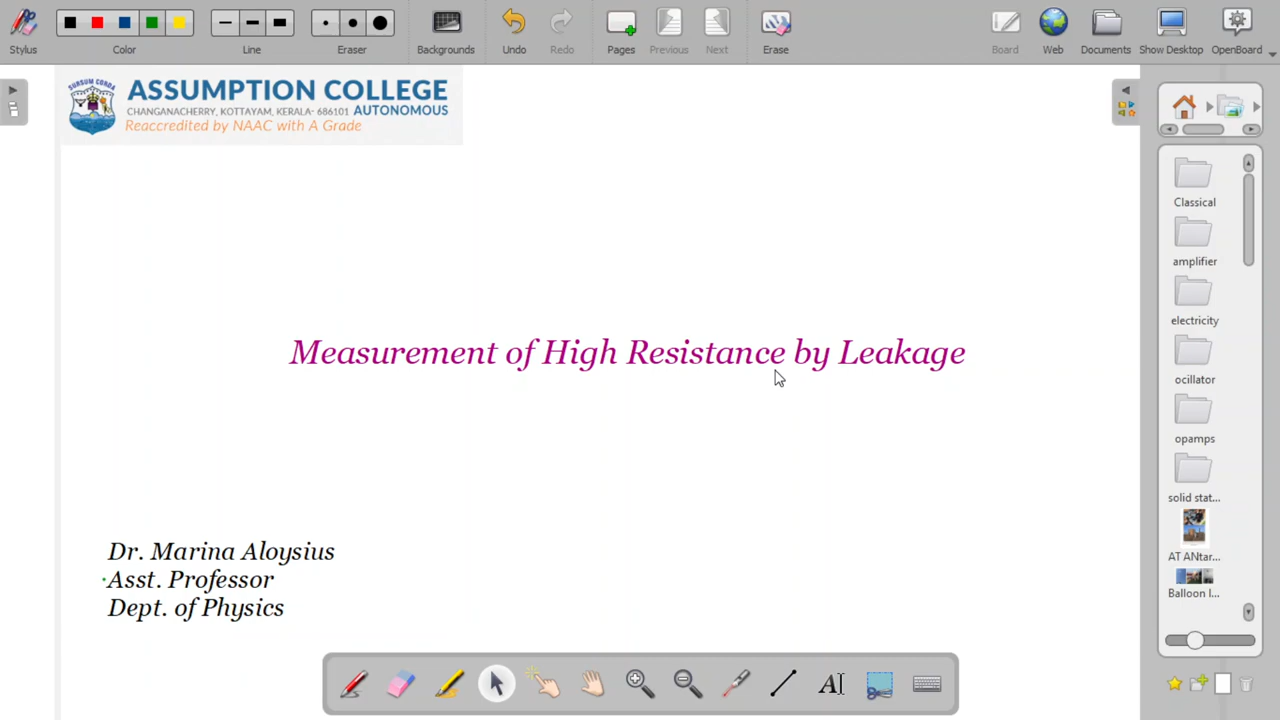 Stylus
Color
Line
Eraser
Backgrounds
Undo
Redo
Pages
Previous
Next
Erase
Board
Web
Documents
Show Desktop
OpenBoard
ASSUMPTION COLLEGE
CHANGANACHERRY, KOTTAYAM, KERALA- 686101 AUTONOMOUS
Reaccredited by NAAC with A Grade
Measurement of High Resistance by Leakage
Dr. Marina Aloysius
Asst. Professor
Dept. of Physics
Classical
amplifier
electricity
ocillator
opamps
solid stat...
AT ANtar...
Balloon I...
AI